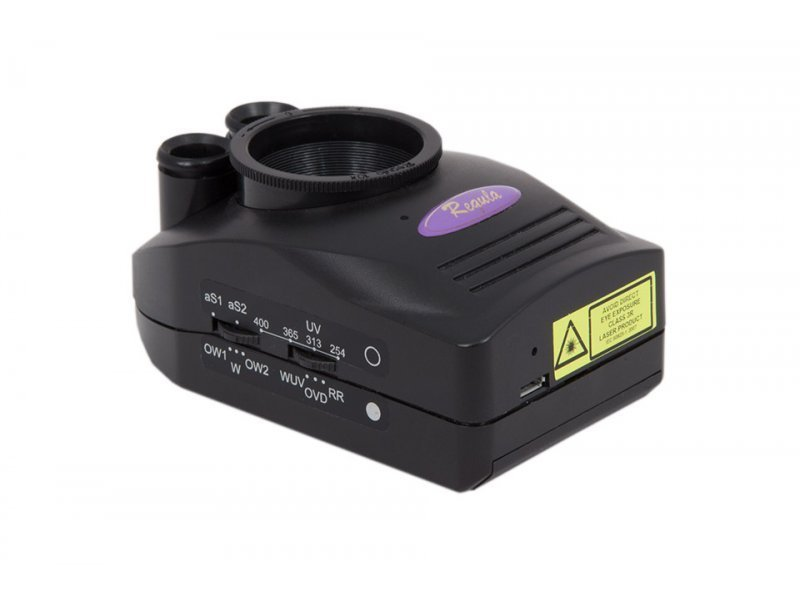 Regula
aS1 aS2
400
UV
365 313 254
OW1 W OW2
WUV OVD RR
AVOID DIRECT
EYE EXPOSURE
CLASS 3R
LASER PRODUCT